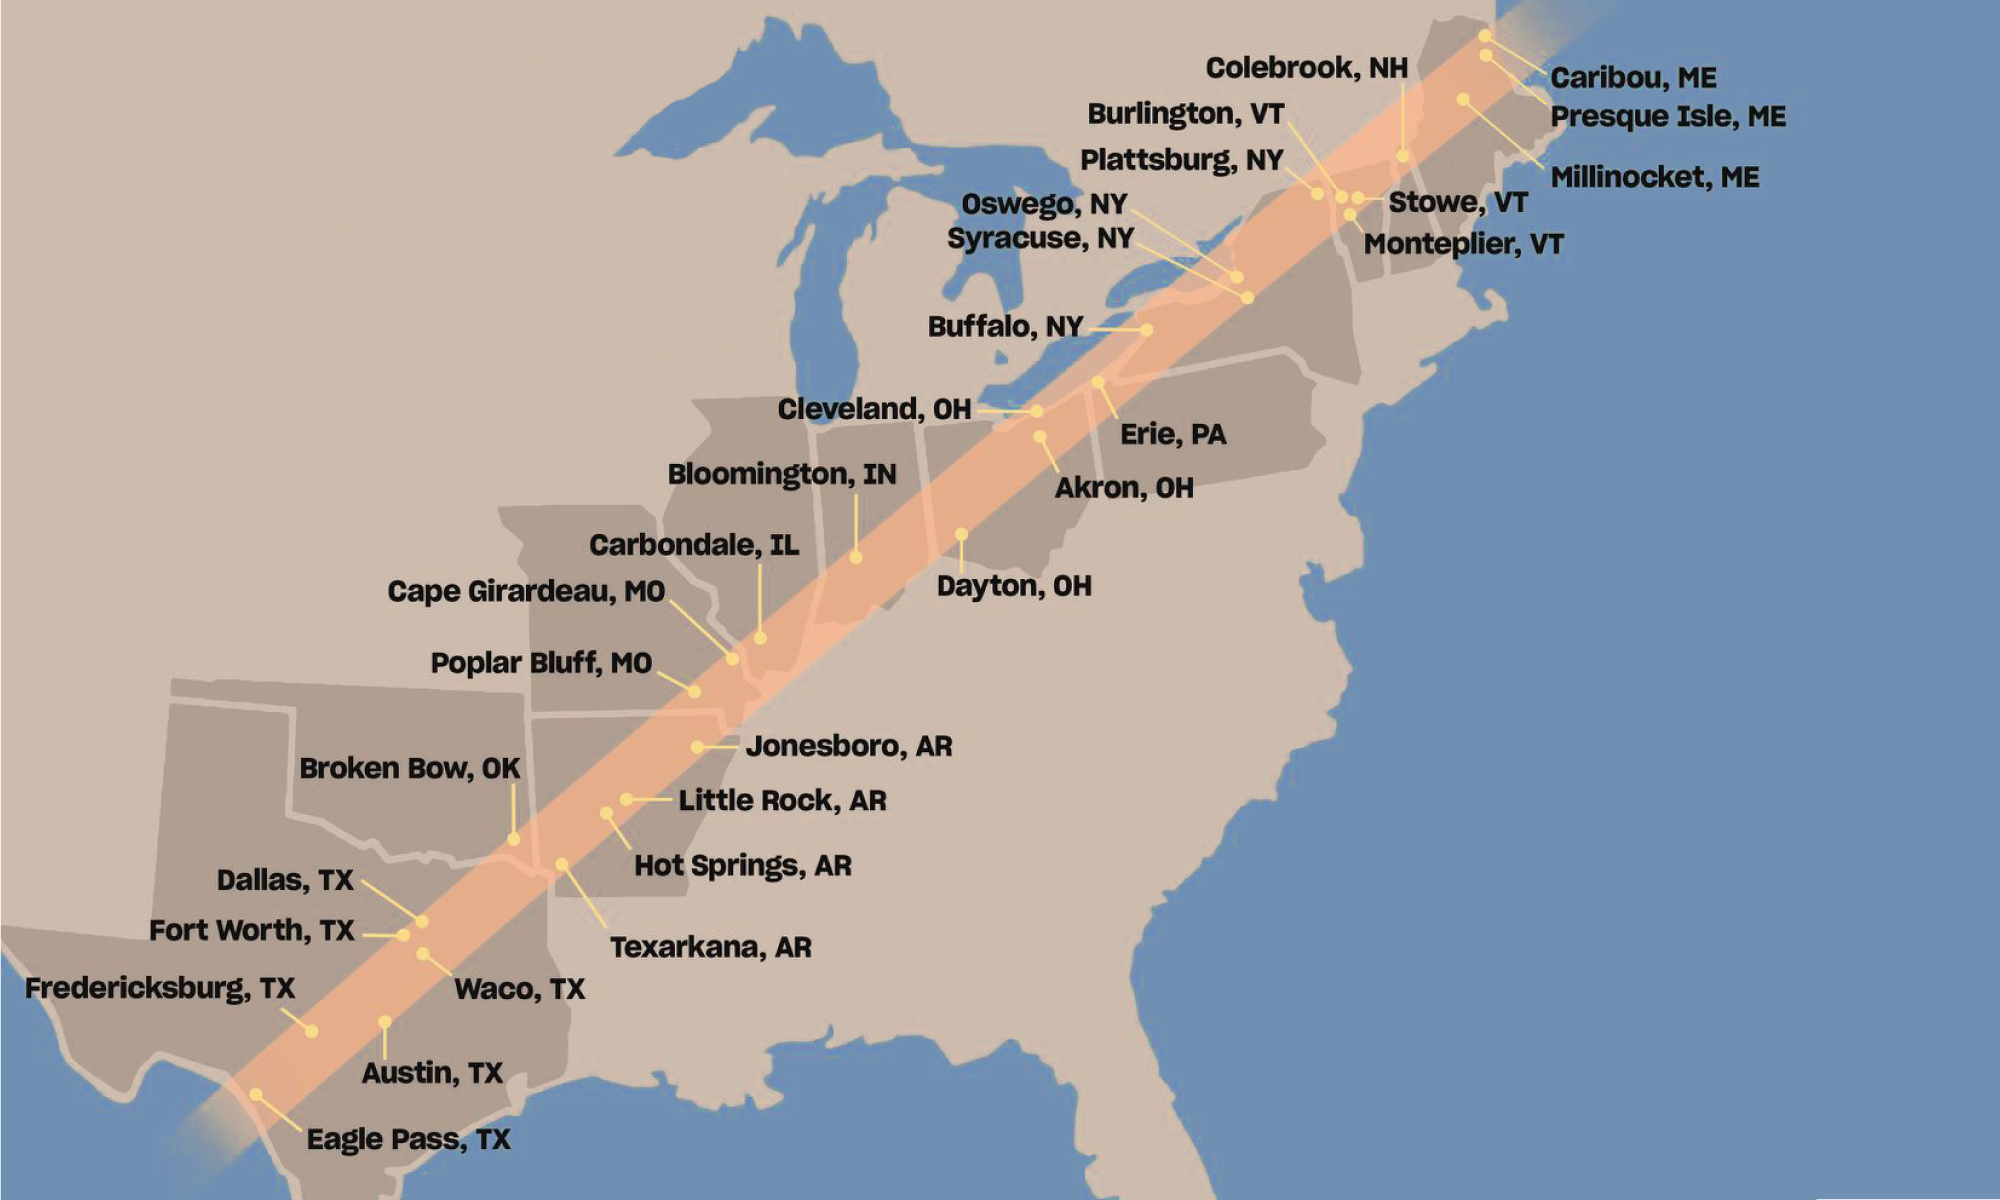 Colebrook, NH
Caribou, ME
Burlington, VT
Presque Isle, ME
Plattsburg, NY
Millinocket, ME
Oswego, NY
Stowe, VT
Syracuse, NY
Monteplier, VT
Buffalo, NY
Cleveland, OH
Erie, PA
Bloomington, IN
Akron, OH
Carbondale, IL
Dayton, OH
Cape Girardeau, MO
Poplar Bluff, MO
Jonesboro, AR
Broken Bow, OK
Little Rock, AR
Hot Springs, AR
Dallas, TX
Fort Worth, TX
Texarkana, AR
Fredericksburg, TX
Waco, TX
Austin, TX
Eagle Pass, TX